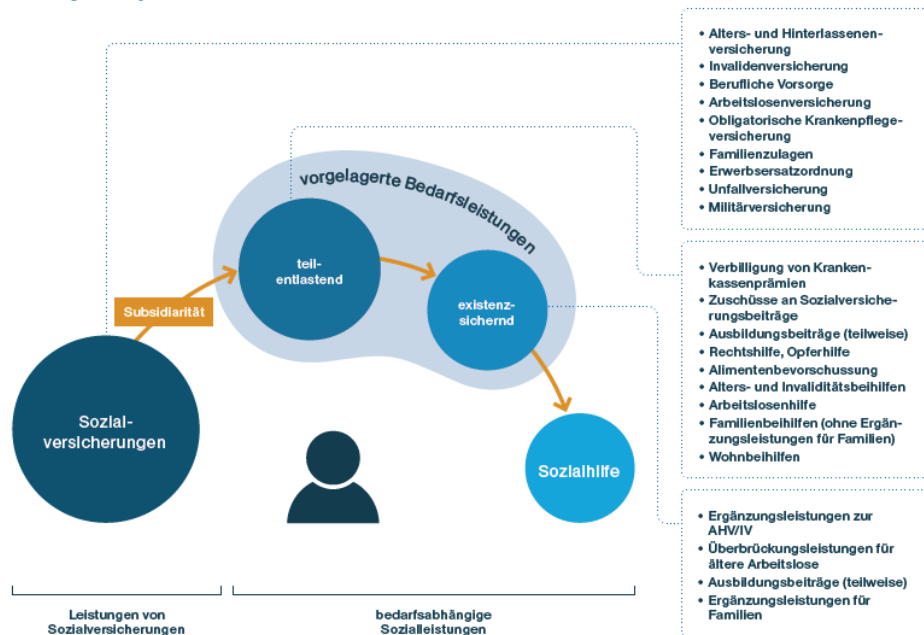 • Alters- und Hinterlassenen-
versicherung
• Invalidenversicherung
• Berufliche Vorsorge
• Arbeitslosenversicherung
• Obligatorische Krankenpflege-
versicherung
• Familienzulagen
• Erwerbsersatzordnung
• Unfallversicherung
• Militärversicherung
vorgelagerte Bedarfsleistungen
teil-
entlastend
existenz-
sichernd
Subsidiarität
Sozial-
versicherungen
Sozialhilfe
• Verbilligung von Kranken-
kassenprämien
• Zuschüsse an Sozialversiche-
rungsbeiträge
• Ausbildungsbeiträge (teilweise)
• Rechtshilfe, Opferhilfe
• Alimentenbevorschussung
• Alters- und Invaliditätsbeihilfen
• Arbeitslosenhilfe
• Familienbeihilfen (ohne Ergän-
zungsleistungen für Familien)
• Wohnbeihilfen
• Ergänzungsleistungen zur
AHV/IV
• Überbrückungsleistungen für
ältere Arbeitslose
• Ausbildungsbeiträge (teilweise)
• Ergänzungsleistungen für
Familien
Leistungen von
Sozialversicherungen
bedarfsabhängige
Sozialleistungen